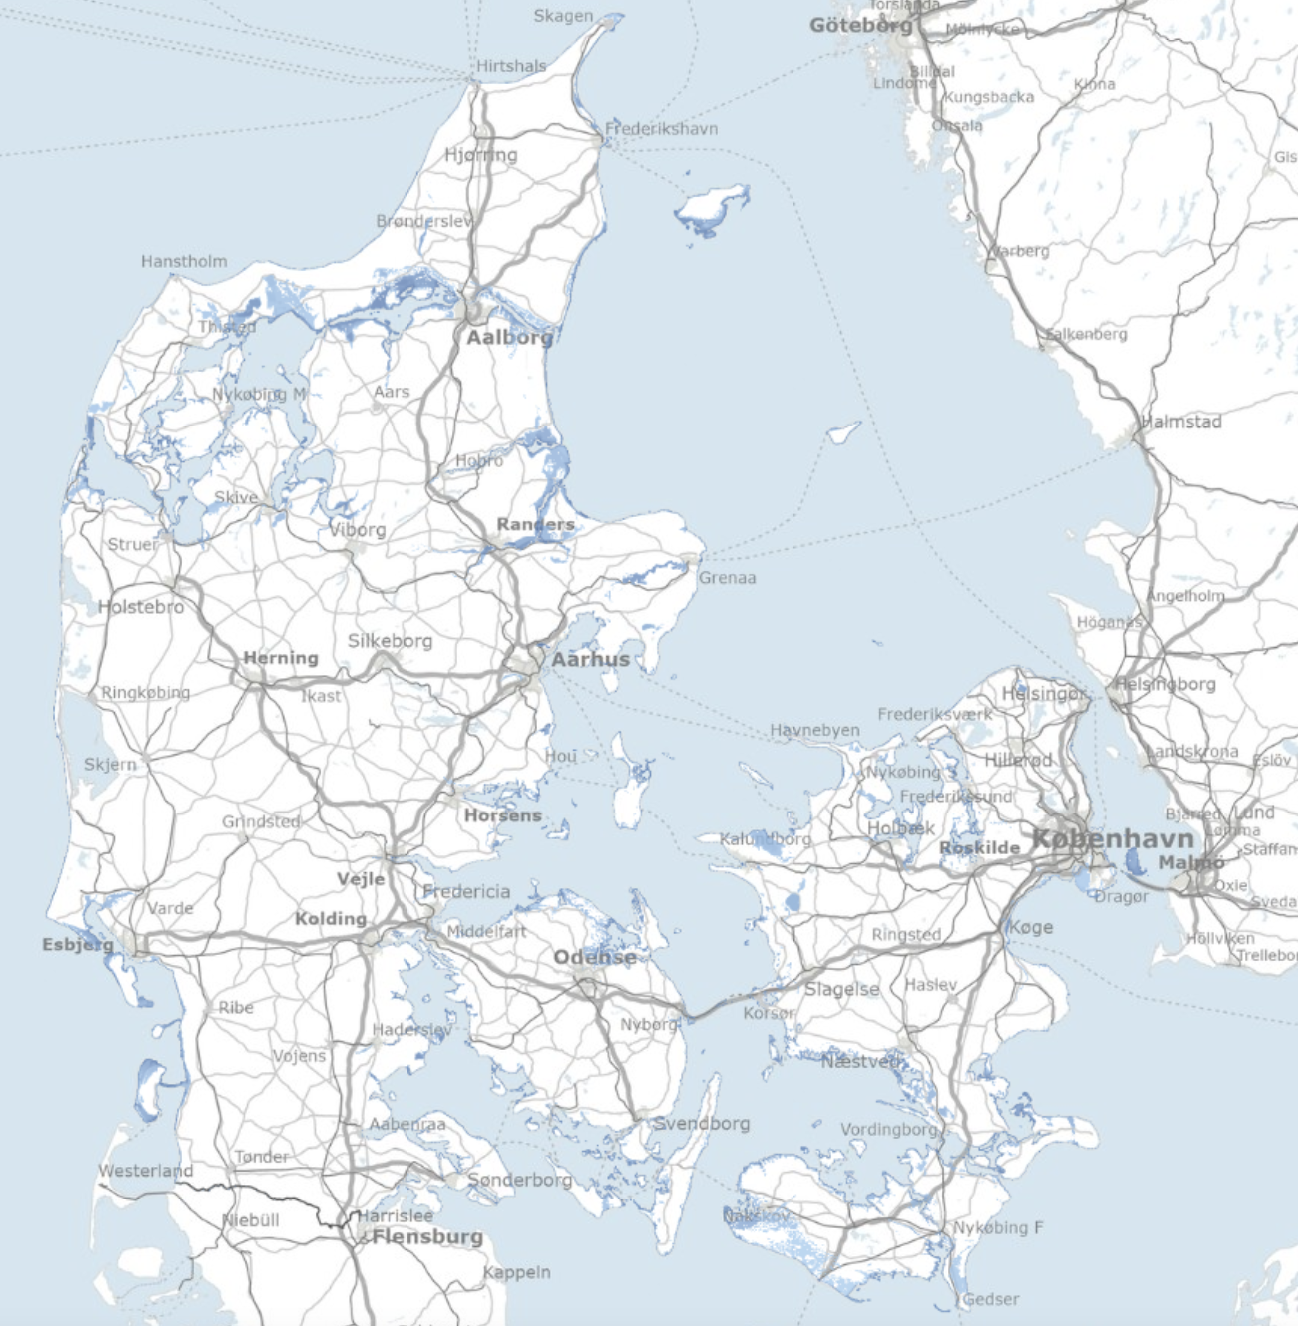 Torslanda
Skagen
Göteborg
Mölnlycke
Hirtshals
Billdal
Lindome
Kinna
Kungsbacka
Frederikshavn
Onsala
Hjørring
Brønderslev
Varberg
Hanstholm
Thisted
Aalborg
Falkenberg
Nykøbing M
Aars
Halmstad
Hobro
Skive
Randers
Viborg
Struer
Grenaa
Ängelholm
Holstebro
Höganäs
Silkeborg
Herning
Aarhus
Helsingborg
Ringkøbing
Ikast
Helsingør
Frederiksværk
Havnebyen
Hou
Landskrona
Hillerød
Eslöv
Skjern
Nykøbing
Frederikssund
Horsens
Bjärred
Lund
Grindsted
Holbæk
Lomma
Kalundborg
København
Roskilde
Staffan
Malmö
Vejle
Fredericia
Oxie
Dragør
Sveda
Varde
Kolding
Middelfart
Køge
Ringsted
Esbjerg
Höllviken
Odense
Trellebor
Slagelse
Haslev
Ribe
Korsør
Nyborg
Haderslev
Vojens
Næstved
Aabenraa
Svendborg
Vordingborg
Tønder
Westerland
Sønderborg
Harrislee
Nakskov
Niebüll
Nykøbing F
Flensburg
Kappeln
Gedser